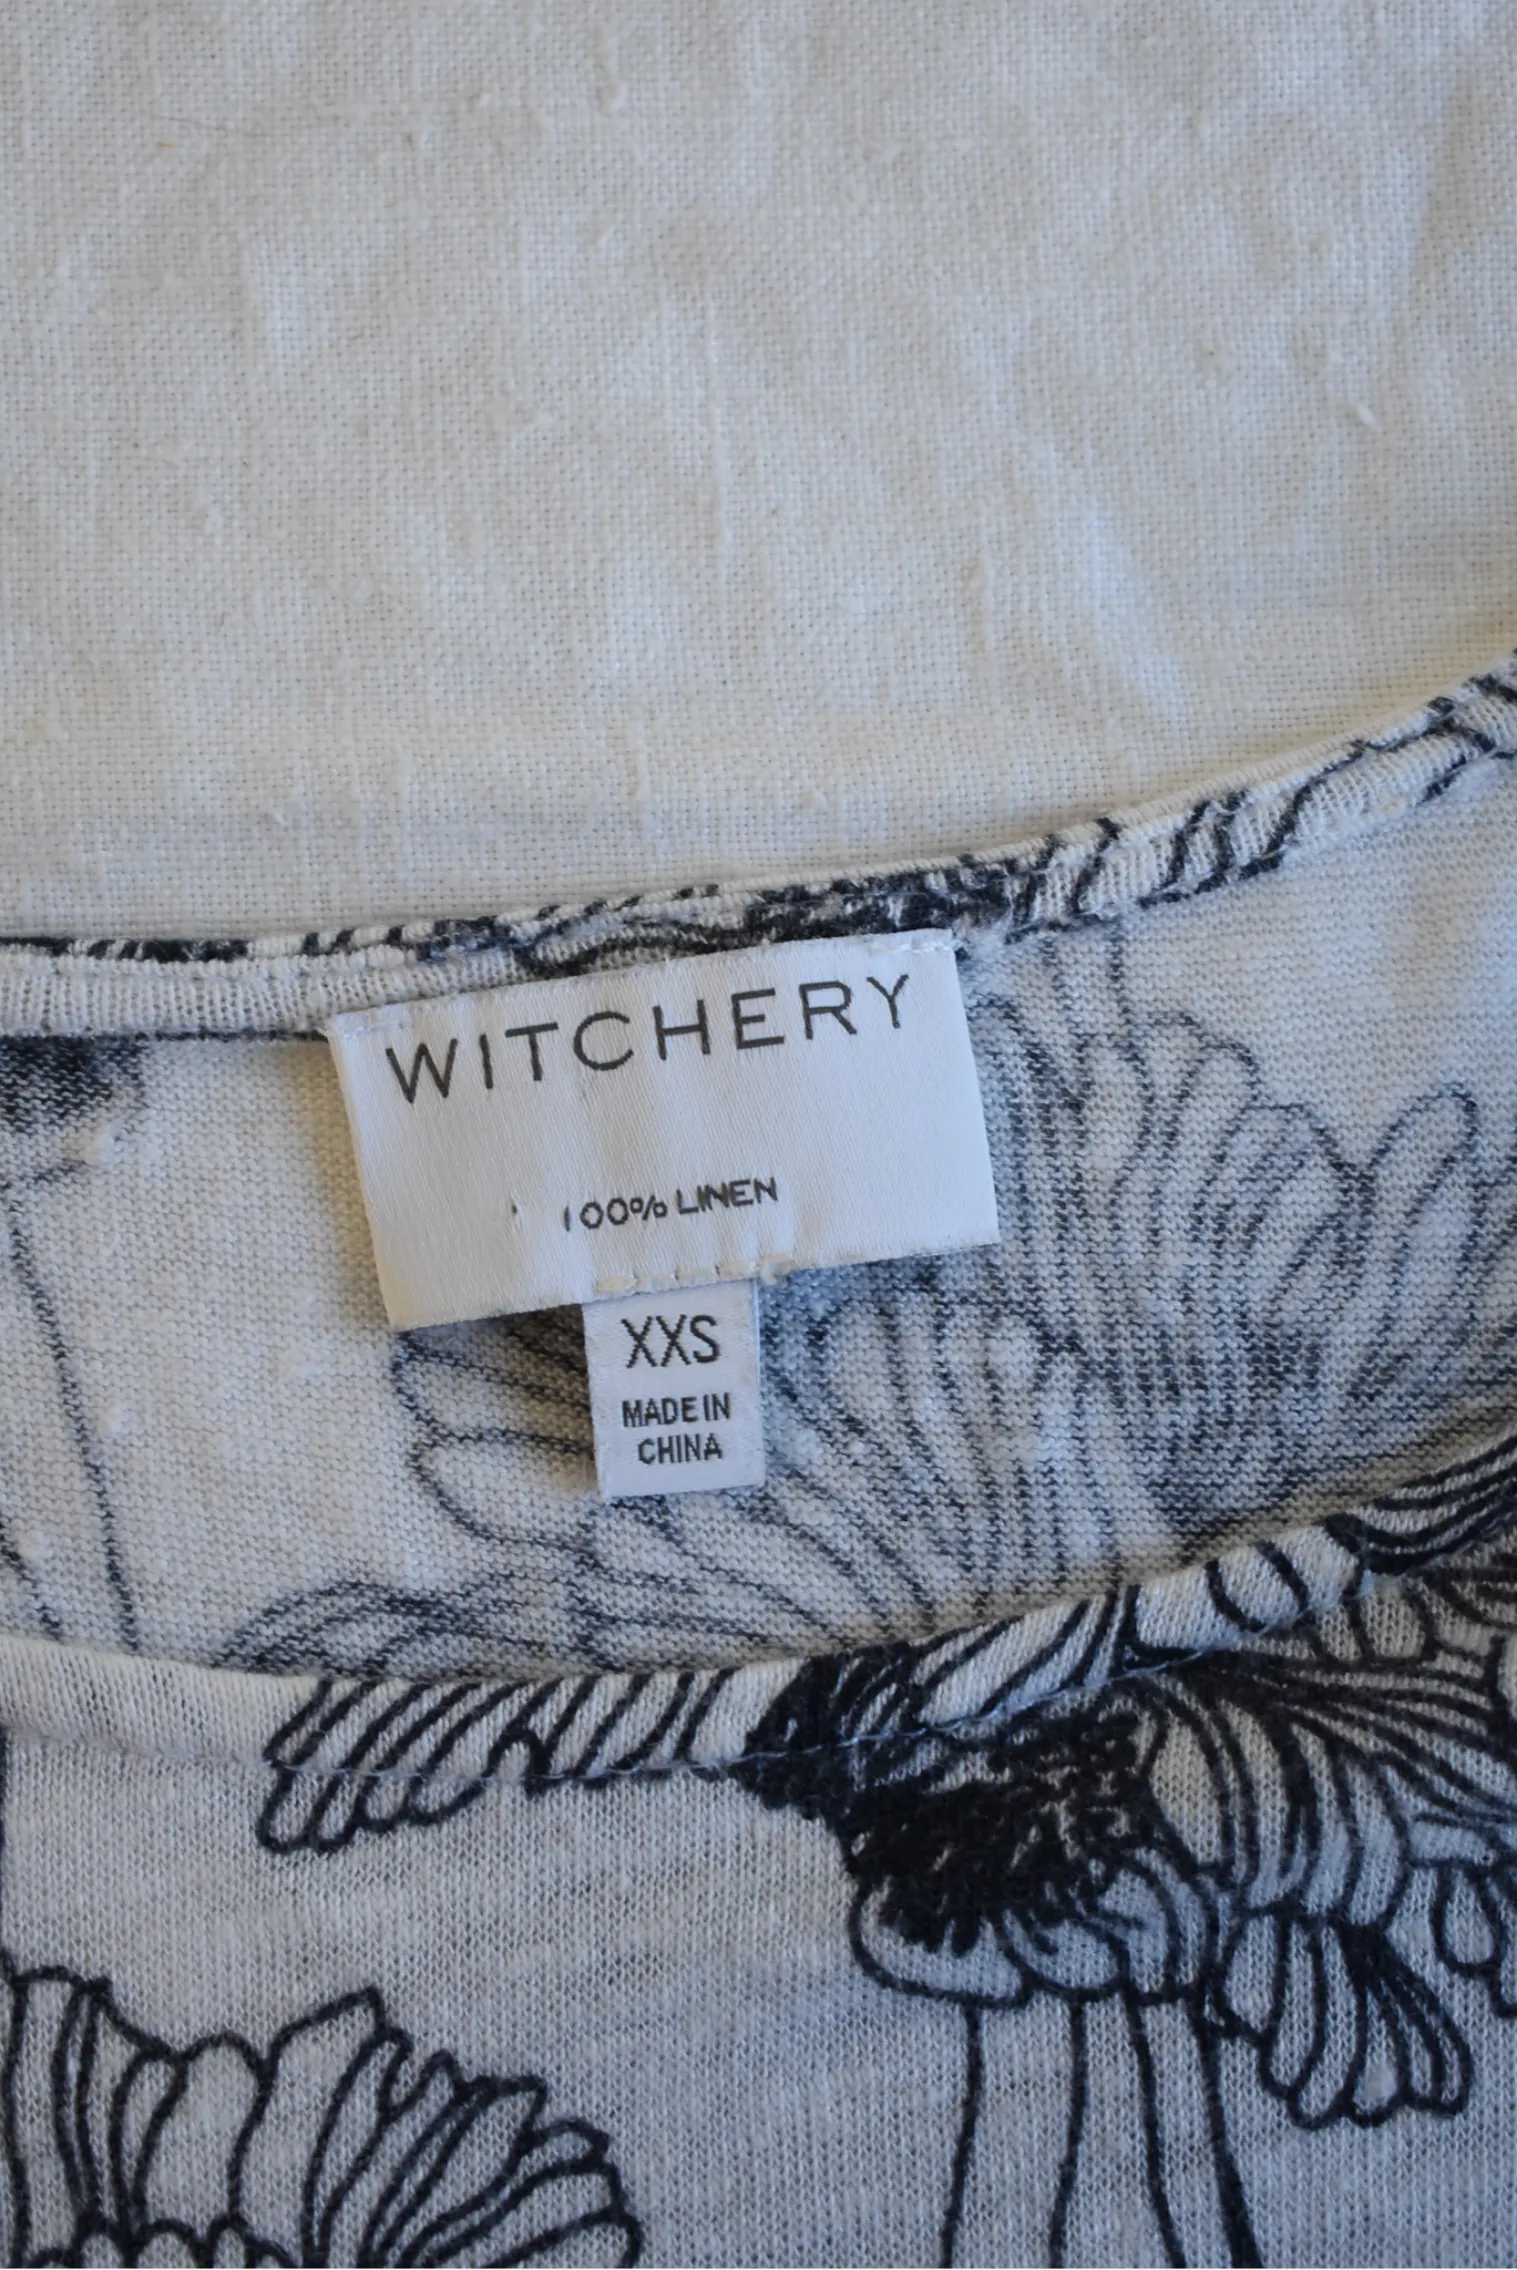 WITCHERY
100% LINEN
XXS
MADE IN
CHINA